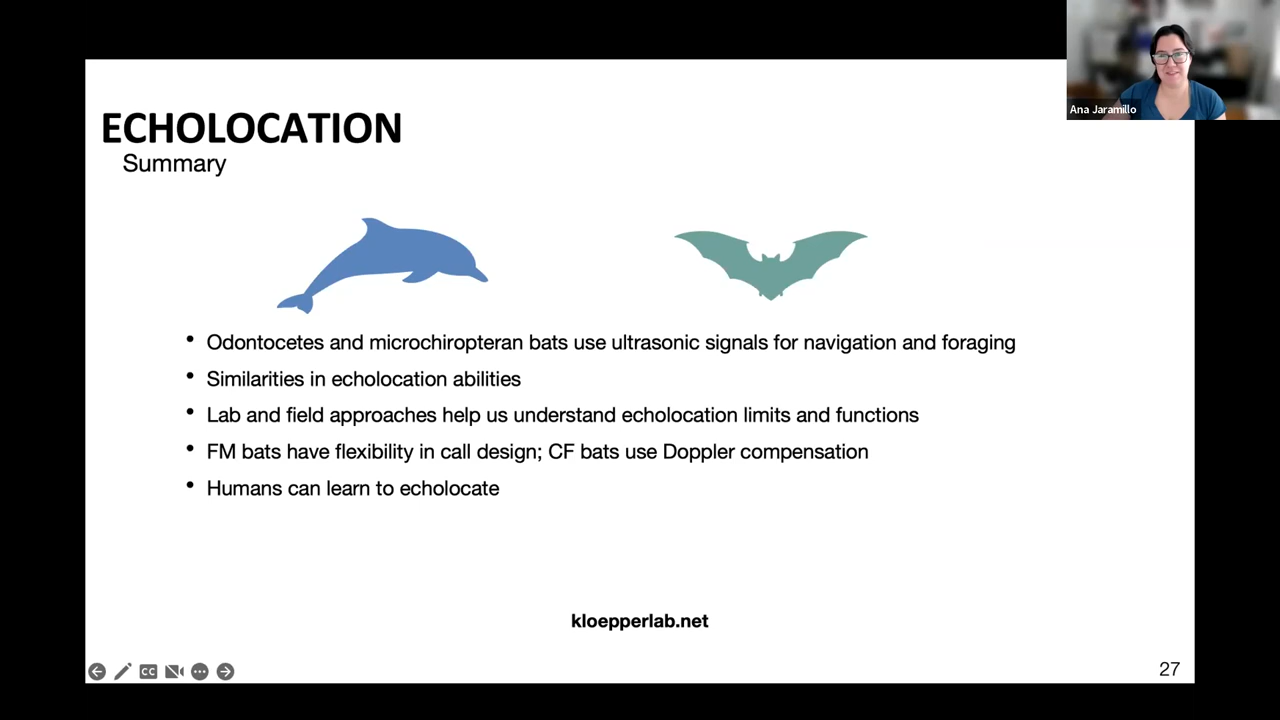 Ana Jaramillo
ECHOLOCATION
Summary
• Odontocetes and microchiropteran bats use ultrasonic signals for navigation and foraging
• Similarities in echolocation abilities
• Lab and field approaches help us understand echolocation limits and functions
• FM bats have flexibility in call design; CF bats use Doppler compensation
• Humans can learn to echolocate
kloepperlab.net
CC
27